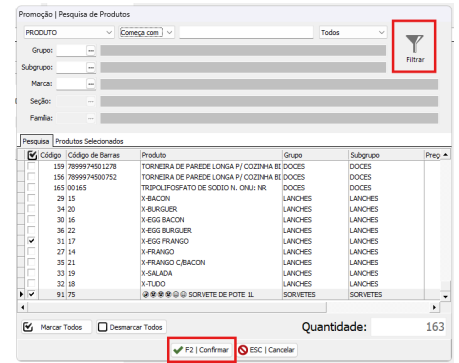 Promoção | Pesquisa de Produtos
PRODUTO Começa com Todos
Filtrar
Grupo: ...
Subgrupo: ...
Marca: ...
Seção: ...
Família: ...
Pesquisa Produtos Selecionados
Código Código de Barras Produto Grupo Subgrupo Preç
159 7899974501278 TORNEIRA DE PAREDE LONGA P/ COZINHA BI DOCES DOCES
156 7899974500752 TORNEIRA DE PAREDE LONGA P/ COZINHA BI DOCES DOCES
165 00165 TRIPOLIFOSFATO DE SODIO N. ONU: NR DOCES DOCES
29 15 X-BACON LANCHES LANCHES
34 20 X-BURGUER LANCHES LANCHES
30 16 X-EGG BACON LANCHES LANCHES
36 22 X-EGG BURGUER LANCHES LANCHES
31 17 X-EGG FRANGO LANCHES LANCHES
27 14 X-FRANGO LANCHES LANCHES
35 21 X-FRANGO C/BACON LANCHES LANCHES
33 19 X-SALADA LANCHES LANCHES
32 18 X-TUDO LANCHES LANCHES
91 75 SORVETE DE POTE 1L SORVETES SORVETES
Marcar Todos Desmarcar Todos Quantidade: 163
F2 | Confirmar ESC | Cancelar